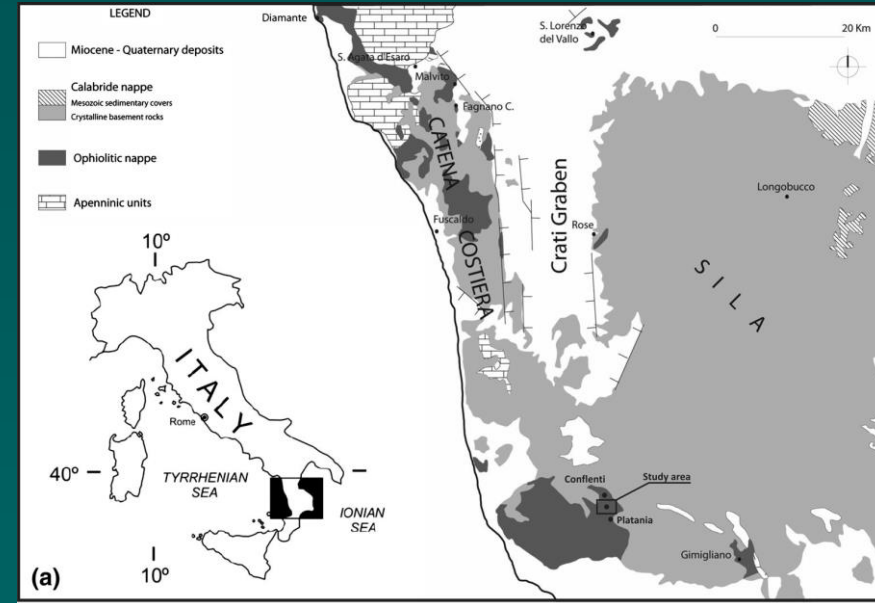 LEGEND
Miocene - Quaternary deposits
Calabride nappe
Mesozoic sedimentary covers
Crystalline basement rocks
Ophiolitic nappe
Apenninic units
Diamante
S. Agata d'Esaro
Malvito
Fagnano C.
S. Lorenzo
del Vallo
0 20 Km
CATENA
COSTIERA
Fuscaldo
Crati Graben
Rose
Longobucco
SILA
Conflenti
Study area
Platania
Gimigliano
10º
ITALY
Rome
40º
TYRRHENIAN
SEA
IONIAN
SEA
(a)
10º